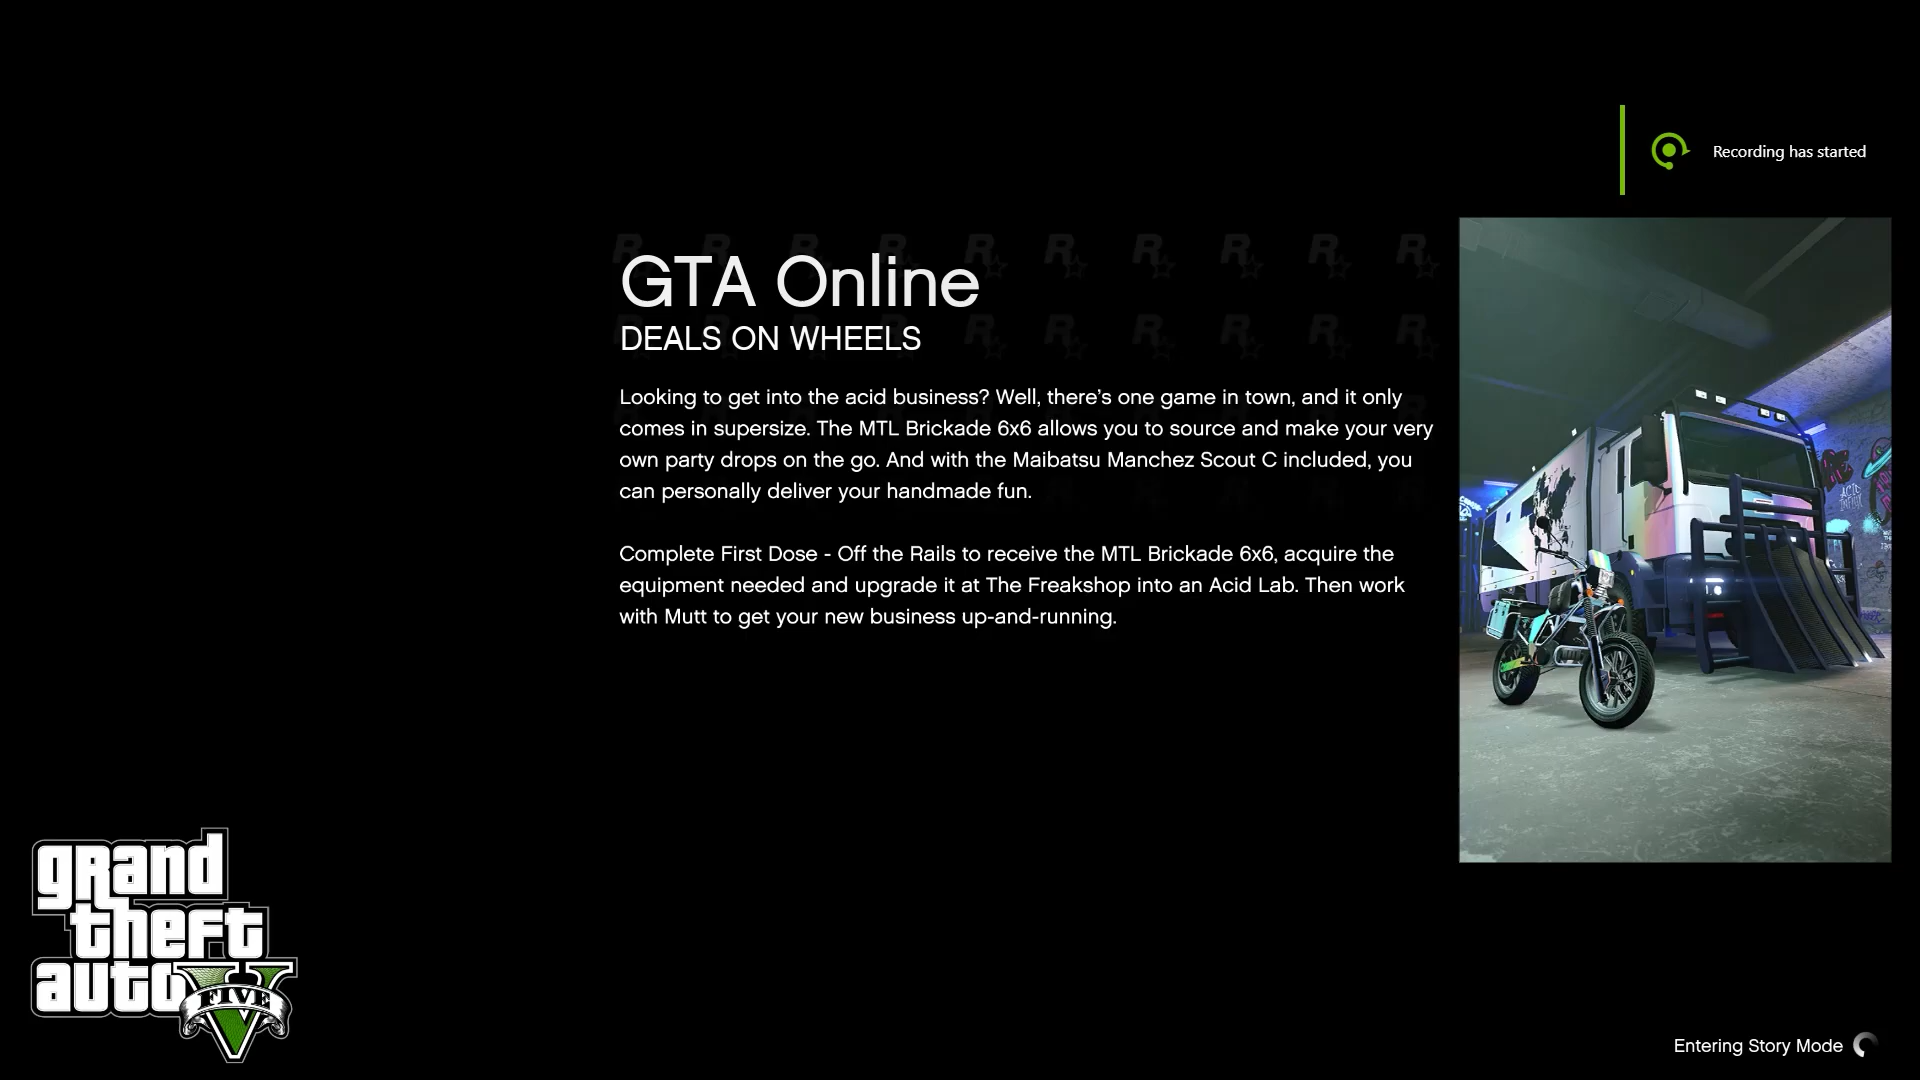 Recording has started
GTA Online
DEALS ON WHEELS
Looking to get into the acid business? Well, there's one game in town, and it only
comes in supersize. The MTL Brickade 6x6 allows you to source and make your very
own party drops on the go. And with the Maibatsu Manchez Scout C included, you
can personally deliver your handmade fun.
Complete First Dose - Off the Rails to receive the MTL Brickade 6x6, acquire the
equipment needed and upgrade it at The Freakshop into an Acid Lab. Then work
with Mutt to get your new business up-and-running.
grand
theft
auto
FIVE
V
Entering Story Mode